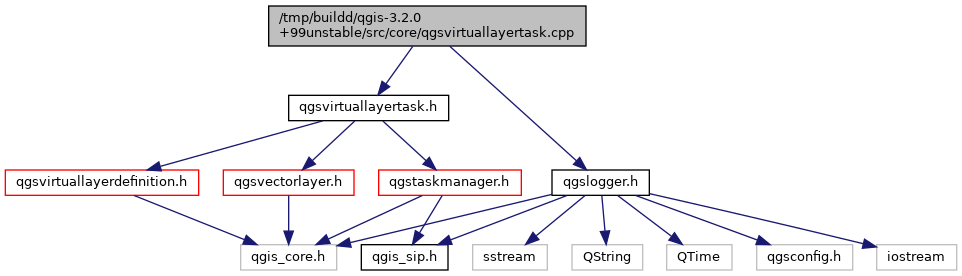 /tmp/buildd/qgis-3.2.0
+99unstable/src/core/qgsvirtuallayertask.cpp
qgsvirtuallayertask.h
qgsvirtuallayerdefinition.h
qgsvectorlayer.h
qgstaskmanager.h
qgslogger.h
qgis_core.h
qgis_sip.h
sstream
QString
QTime
qgsconfig.h
iostream